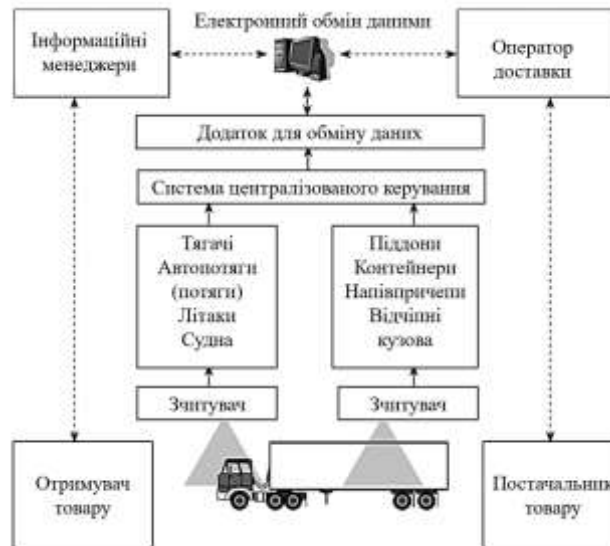 Електронний обмін даними
Інформаційні
менеджери
Оператор
доставки
Додаток для обміну даних
Система централізованого керування
Тягачі
Автопотяги
(потяги)
Літаки
Судна
Піддони
Контейнери
Напівпричепи
Відчіпні
кузова
Зчитувач
Зчитувач
Отримувач
товару
Постачальник
товару